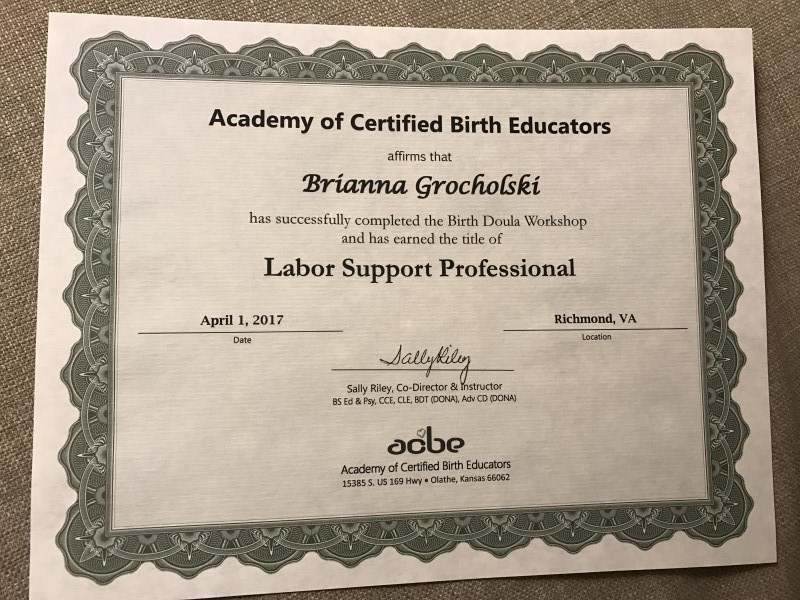 Academy of Certified Birth Educators
affirms that
Brianna Grocholski
has successfully completed the Birth Doula Workshop
and has earned the title of
Labor Support Professional
April 1, 2017
Date
Richmond, VA
Location
Sally Riley
Sally Riley, Co-Director & Instructor
BS Ed & Psy, CCE, CLE, BDT (DONA), Adv CD (DONA)
acbe
Academy of Certified Birth Educators
15385 S. US 169 Hwy • Olathe, Kansas 66062